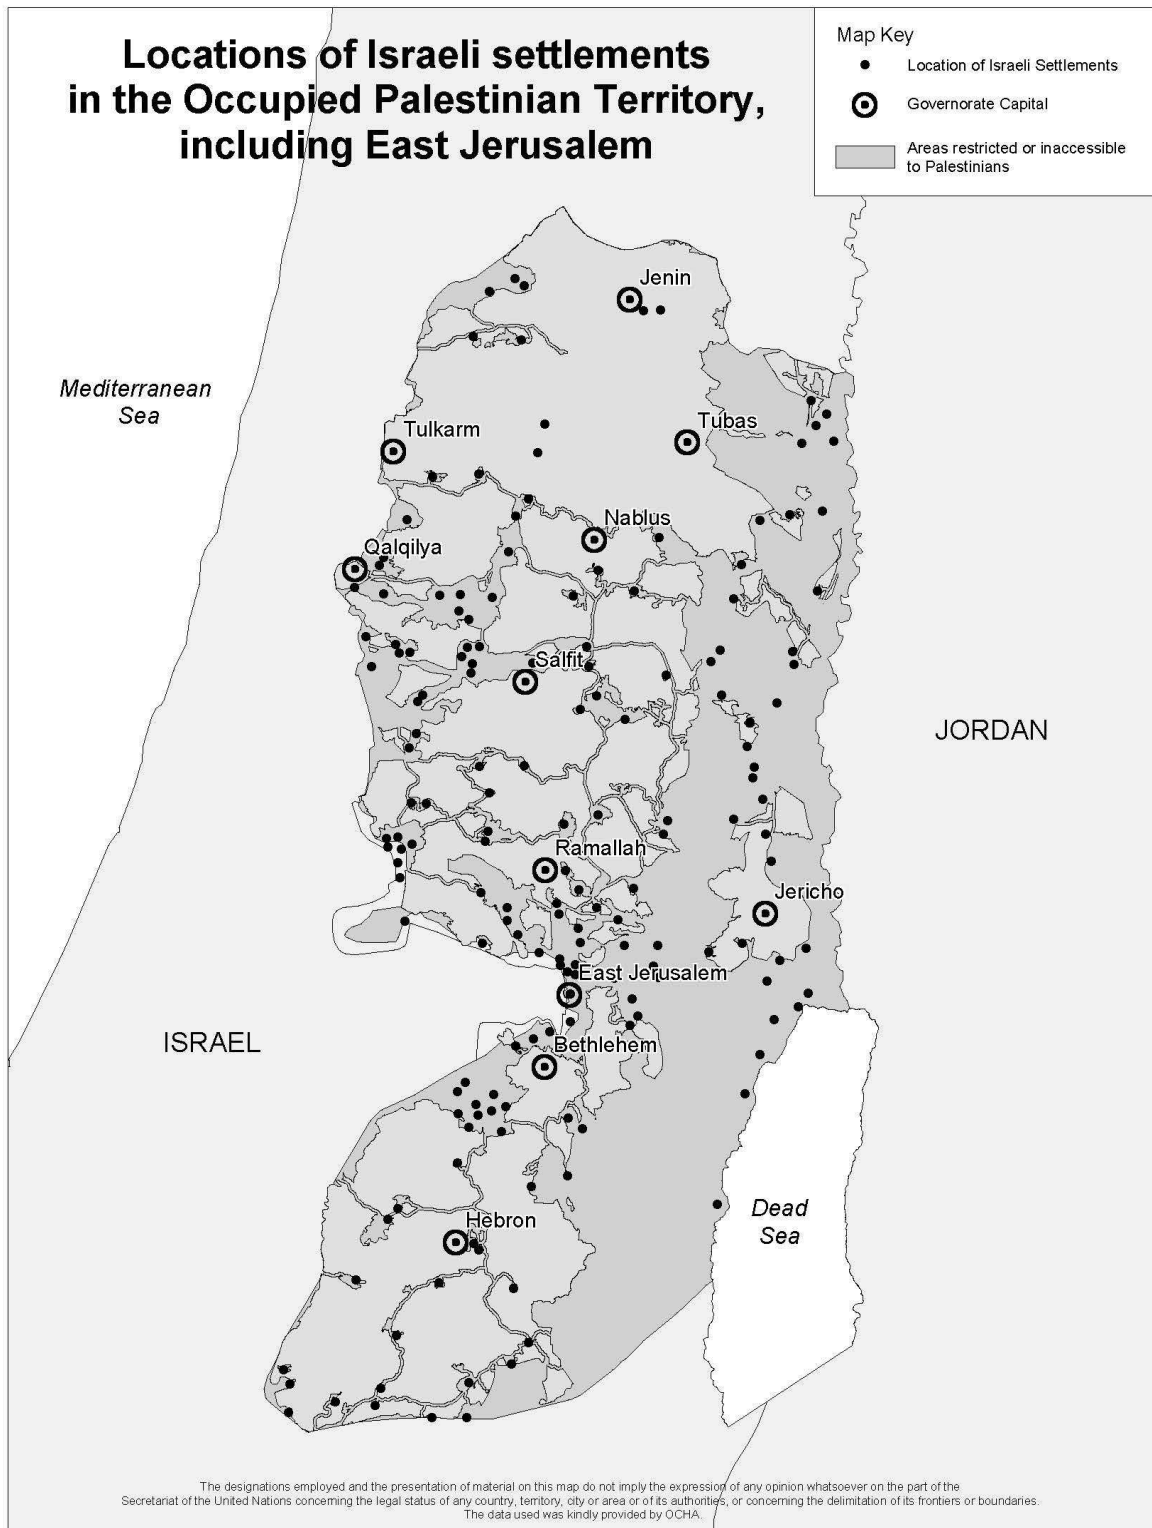 Locations of Israeli settlements
in the Occupied Palestinian Territory,
including East Jerusalem
Map Key
Location of Israeli Settlements
Governorate Capital
Areas restricted or inaccessible
to Palestinians
Jenin
Mediterranean
Sea
Tulkarm
Tubas
Nablus
Qalqilya
Salfit
JORDAN
Ramallah
Jericho
East Jerusalem
ISRAEL
Bethlehem
Dead
Sea
Hebron
The designations employed and the presentation of material on this map do not imply the expression of any opinion whatsoever on the part of the
Secretariat of the United Nations concerning the legal status of any country, territory, city or area or of its authorities, or concerning the delimitation of its frontiers or boundaries.
The data used was kindly provided by OCHA.